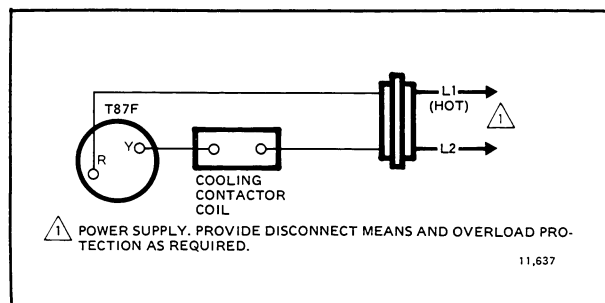 L1
(HOT)
1
T87F
Y
R
L2
COOLING
CONTACTOR
COIL
1 POWER SUPPLY. PROVIDE DISCONNECT MEANS AND OVERLOAD PRO-
TECTION AS REQUIRED.
11,637